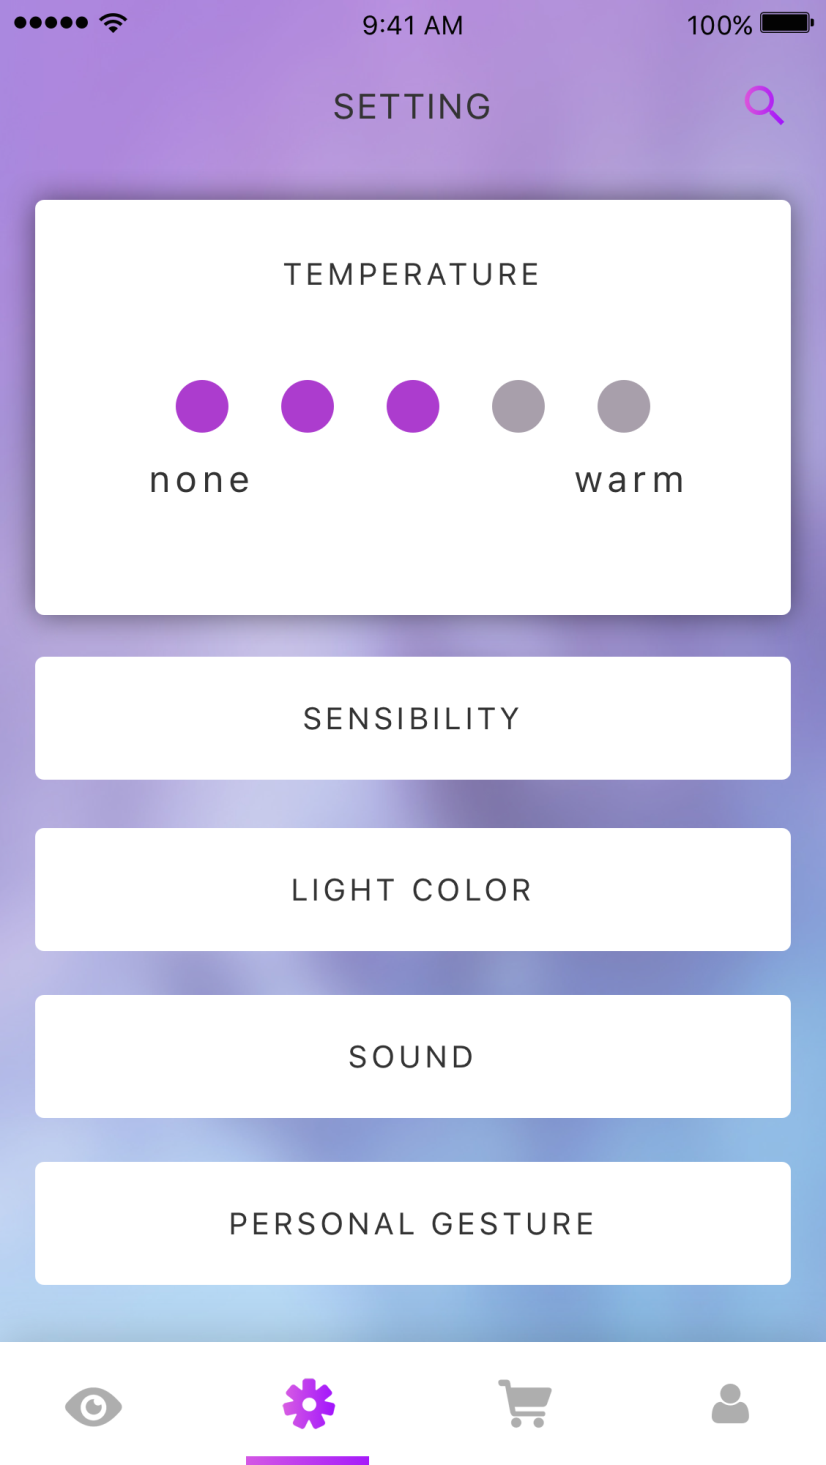 9:41 AM
100%
SETTING
TEMPERATURE
none
warm
SENSIBILITY
LIGHT COLOR
SOUND
PERSONAL GESTURE